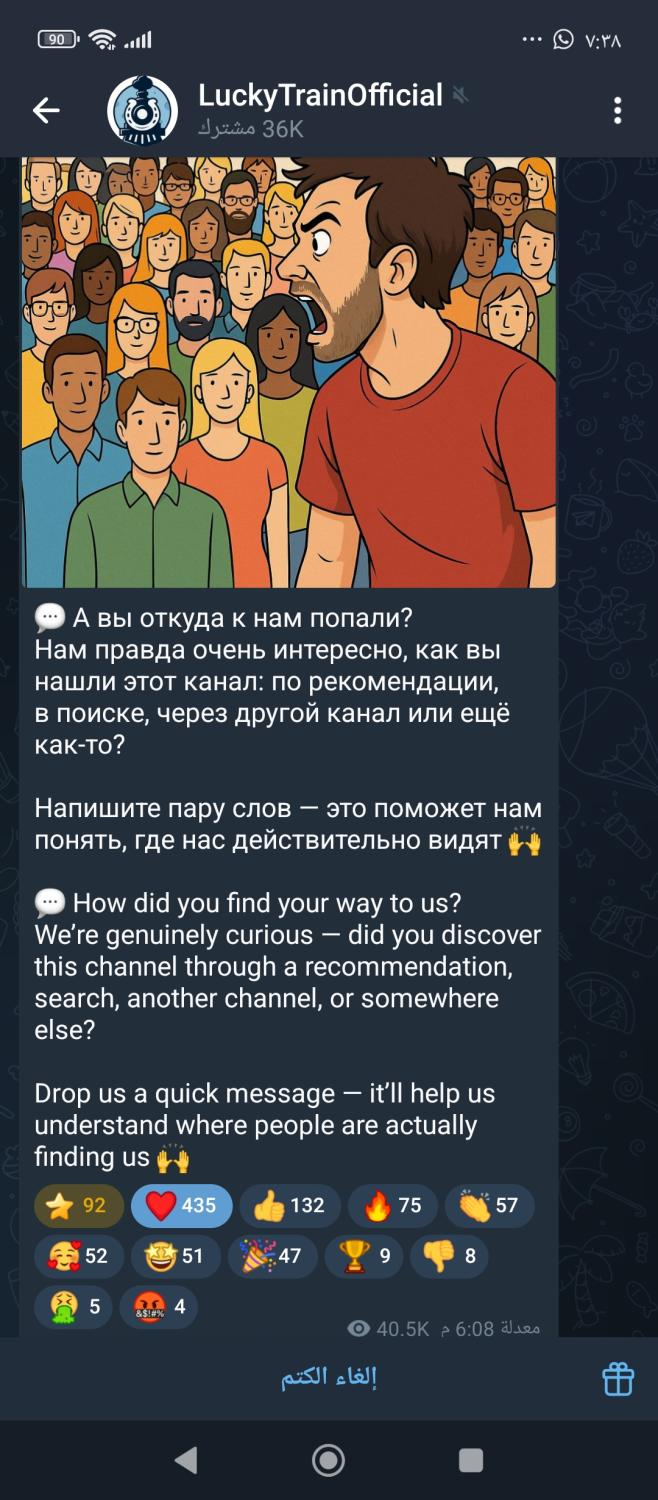 90
٧:٣٨
LuckyTrainOfficial
36K مشترك
💬 А вы откуда к нам попали?
Нам правда очень интересно, как вы
нашли этот канал: по рекомендации,
в поиске, через другой канал или ещё
как-то?
Напишите пару слов — это поможет нам
понять, где нас действительно видят 🙌
💬 How did you find your way to us?
We’re genuinely curious — did you discover
this channel through a recommendation,
search, another channel, or somewhere
else?
Drop us a quick message — it’ll help us
understand where people are actually
finding us 🙌
⭐ 92 ❤️ 435 👍 132 🔥 75 👏 57
🥰 52 🤩 51 🎉 47 🏆 9 👎 8
🤮 5 🤬 4
40.5K معدلة 6:08 م
إلغاء الكتم